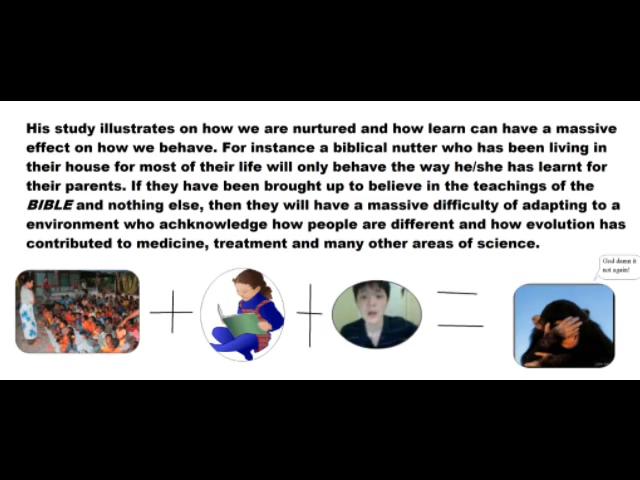 His study illustrates on how we are nurtured and how learn can have a massive
effect on how we behave. For instance a biblical nutter who has been living in
their house for most of their life will only behave the way he/she has learnt for
their parents. If they have been brought up to believe in the teachings of the
BIBLE and nothing else, then they will have a massive difficulty of adapting to a
environment who achknowledge how people are different and how evolution has
contributed to medicine, treatment and many other areas of science.
God damn it
not again!